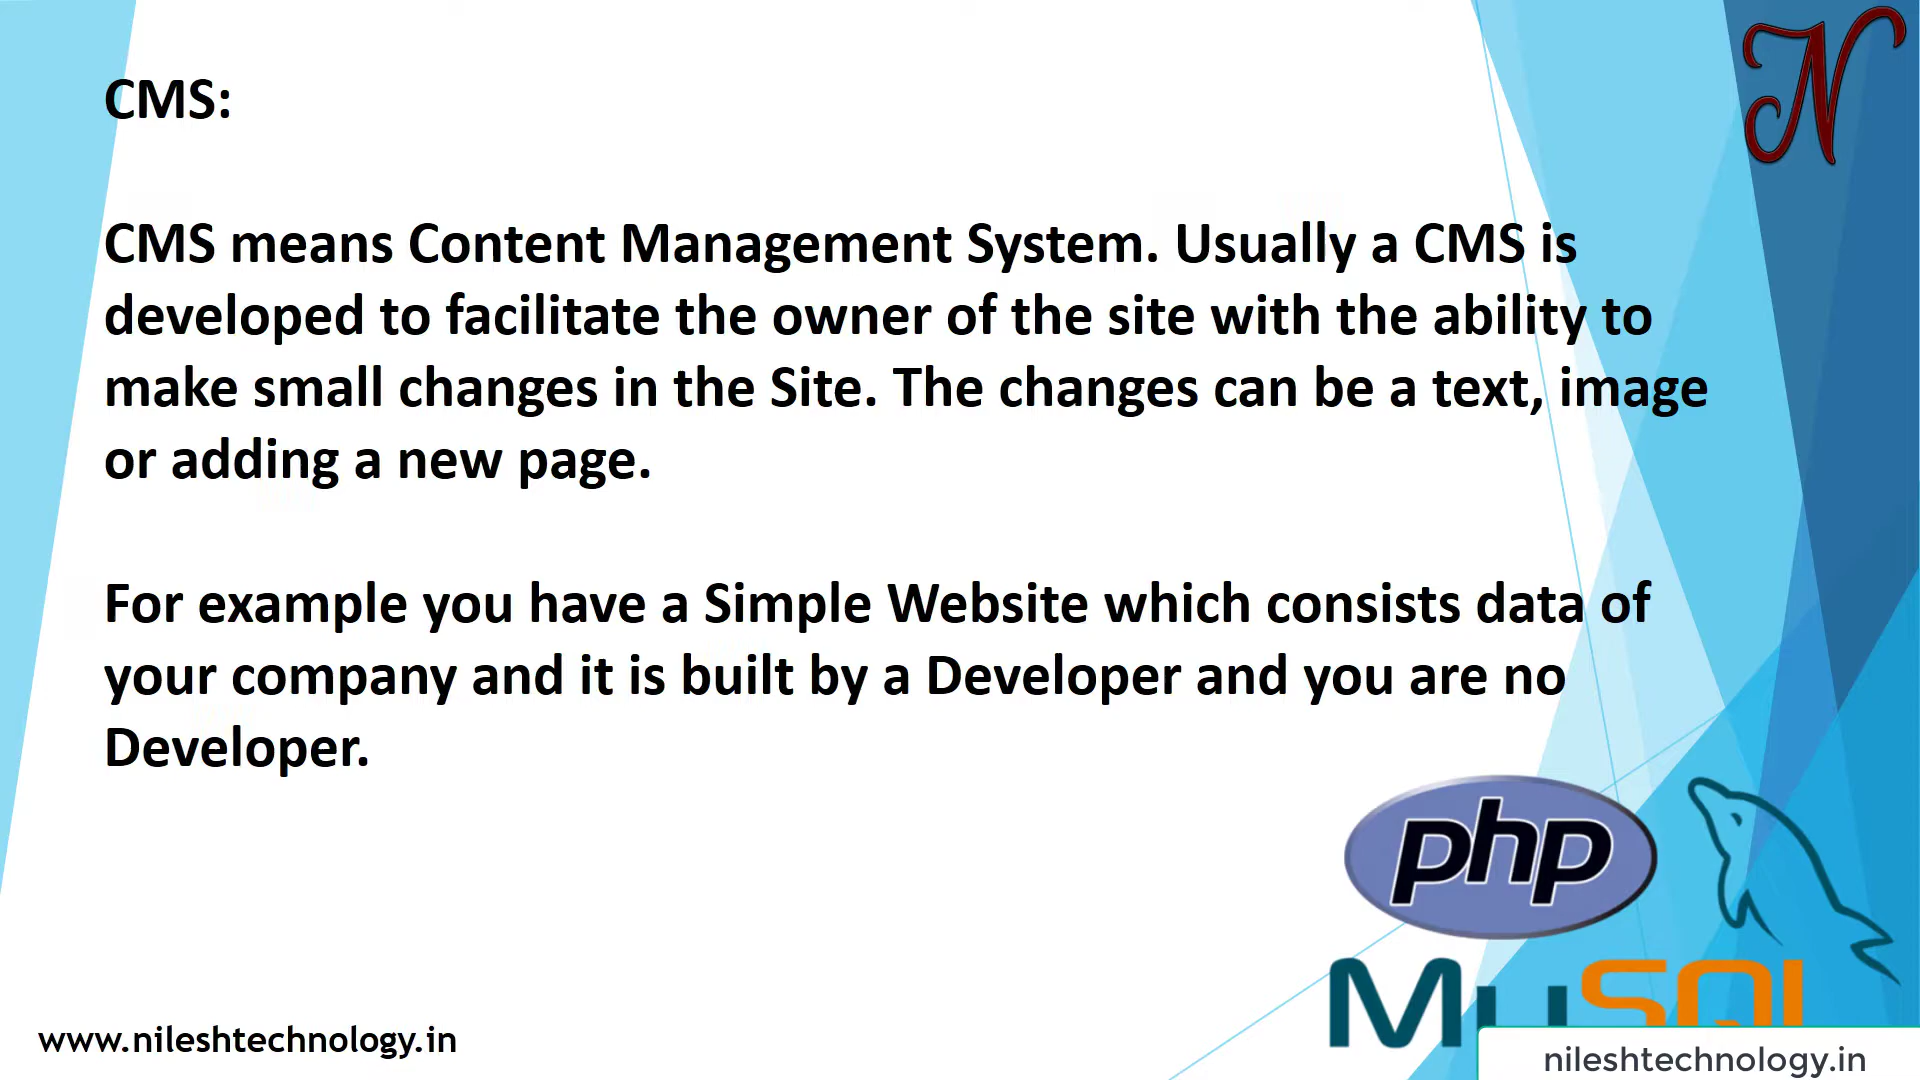 N
CMS:
CMS means Content Management System. Usually a CMS is
developed to facilitate the owner of the site with the ability to
make small changes in the Site. The changes can be a text, image
or adding a new page.
For example you have a Simple Website which consists data of
your company and it is built by a Developer and you are no
Developer.
php
MySQL
www.nileshtechnology.in
nileshtechnology.in